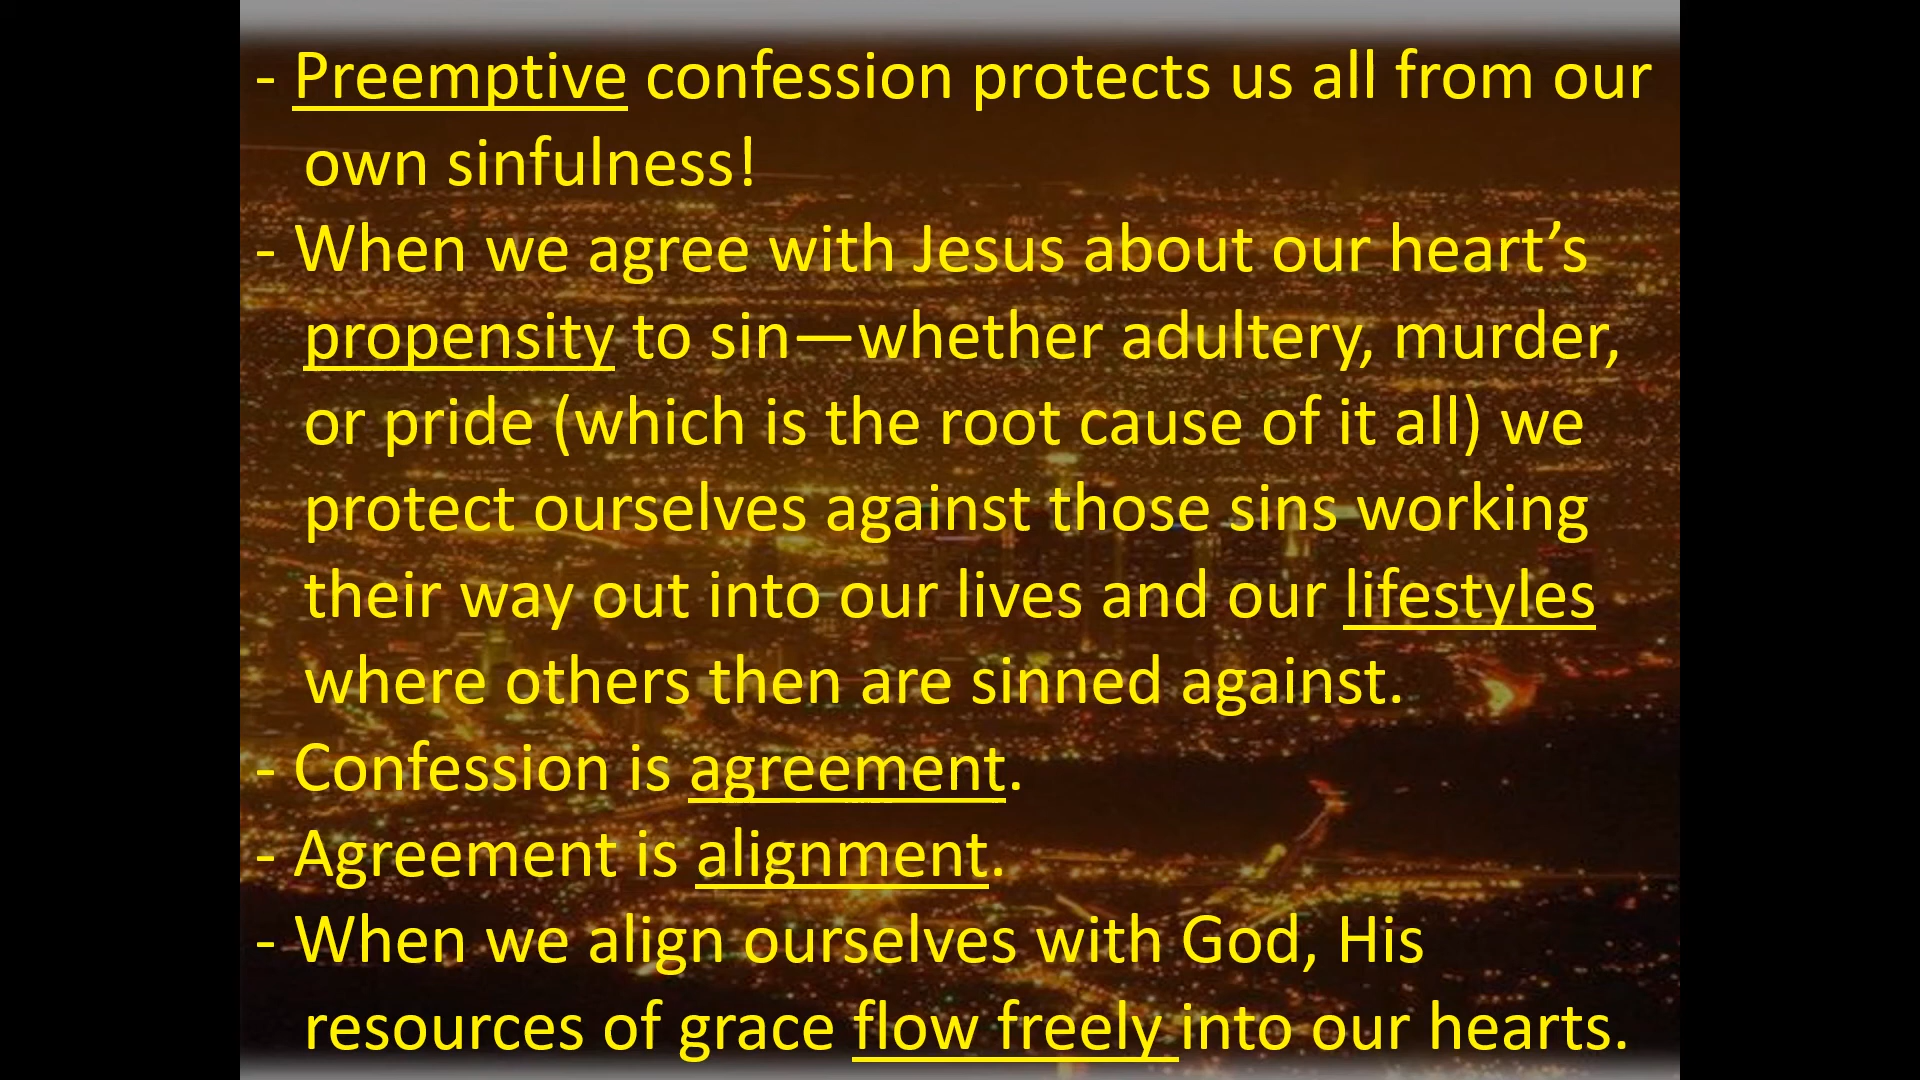 - Preemptive confession protects us all from our
own sinfulness!
- When we agree with Jesus about our heart’s
propensity to sin—whether adultery, murder,
or pride (which is the root cause of it all) we
protect ourselves against those sins working
their way out into our lives and our lifestyles
where others then are sinned against.
- Confession is agreement.
- Agreement is alignment.
- When we align ourselves with God, His
resources of grace flow freely into our hearts.